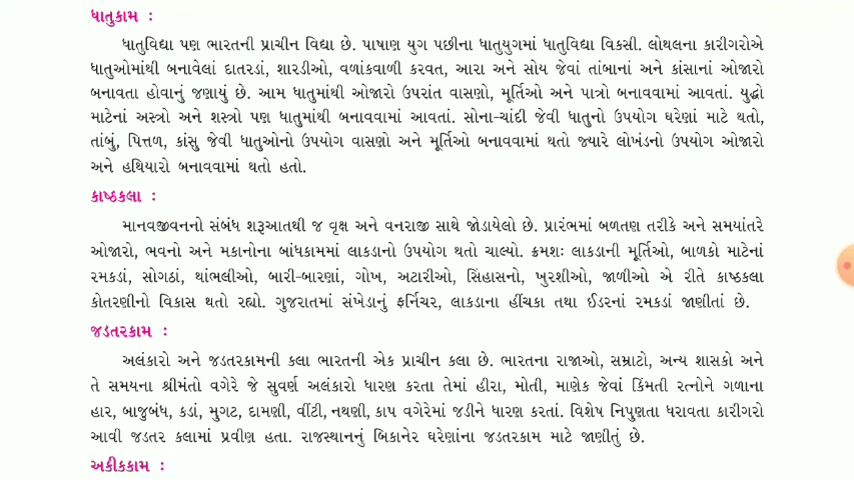 ધાતુકામ :
ધાતુવિદ્યા પણ ભારતની પ્રાચીન વિદ્યા છે. પાષાણ યુગ પછીના ધાતુયુગમાં ધાતુવિદ્યા વિકસી. લોથલના કારીગરોએ
ધાતુઓમાંથી બનાવેલાં દાતરડાં, શારડીઓ, વળાંકવાળી કરવત, આરા અને સોય જેવાં તાંબાનાં અને કાંસાનાં ઓજારો
બનાવતા હોવાનું જણાયું છે. આમ ધાતુમાંથી ઓજારો ઉપરાંત વાસણો, મૂર્તિઓ અને પાત્રો બનાવવામાં આવતાં. યુદ્ધો
માટેનાં અસ્ત્રો અને શસ્ત્રો પણ ધાતુમાંથી બનાવવામાં આવતાં. સોના-ચાંદી જેવી ધાતુનો ઉપયોગ ઘરેણાં માટે થતો,
તાંબું, પિત્તળ, કાંસુ જેવી ધાતુઓનો ઉપયોગ વાસણો અને મૂર્તિઓ બનાવવામાં થતો જ્યારે લોખંડનો ઉપયોગ ઓજારો
અને હથિયારો બનાવવામાં થતો હતો.
કાષ્ઠકલા :
માનવજીવનનો સંબંધ શરૂઆતથી જ વૃક્ષ અને વનરાજી સાથે જોડાયેલો છે. પ્રારંભમાં બળતણ તરીકે અને સમયાંતરે
ઓજારો, ભવનો અને મકાનોના બાંધકામમાં લાકડાનો ઉપયોગ થતો ચાલ્યો. ક્રમશઃ લાકડાની મૂર્તિઓ, બાળકો માટેનાં
રમકડાં, સોગઠાં, થાંભલીઓ, બારી-બારણાં, ગોખ, અટારીઓ, સિંહાસનો, ખુરશીઓ, જાળીઓ એ રીતે કાષ્ઠકલા
કોતરણીનો વિકાસ થતો રહ્યો. ગુજરાતમાં સંખેડાનું ફર્નિચર, લાકડાના હીંચકા તથા ઈડરનાં રમકડાં જાણીતાં છે.
જડતરકામ :
અલંકારો અને જડતરકામની કલા ભારતની એક પ્રાચીન કલા છે. ભારતના રાજાઓ, સમ્રાટો, અન્ય શાસકો અને
તે સમયના શ્રીમંતો વગેરે જે સુવર્ણ અલંકારો ધારણ કરતા તેમાં હીરા, મોતી, માણેક જેવાં કિંમતી રત્નોને ગળાના
હાર, બાજુબંધ, કડાં, મુગટ, દામણી, વીંટી, નથણી, કાપ વગેરેમાં જડીને ધારણ કરતાં. વિશેષ નિપુણતા ધરાવતા કારીગરો
આવી જડતર કલામાં પ્રવીણ હતા. રાજસ્થાનનું બિકાનેર ઘરેણાંના જડતરકામ માટે જાણીતું છે.
અકીકકામ :